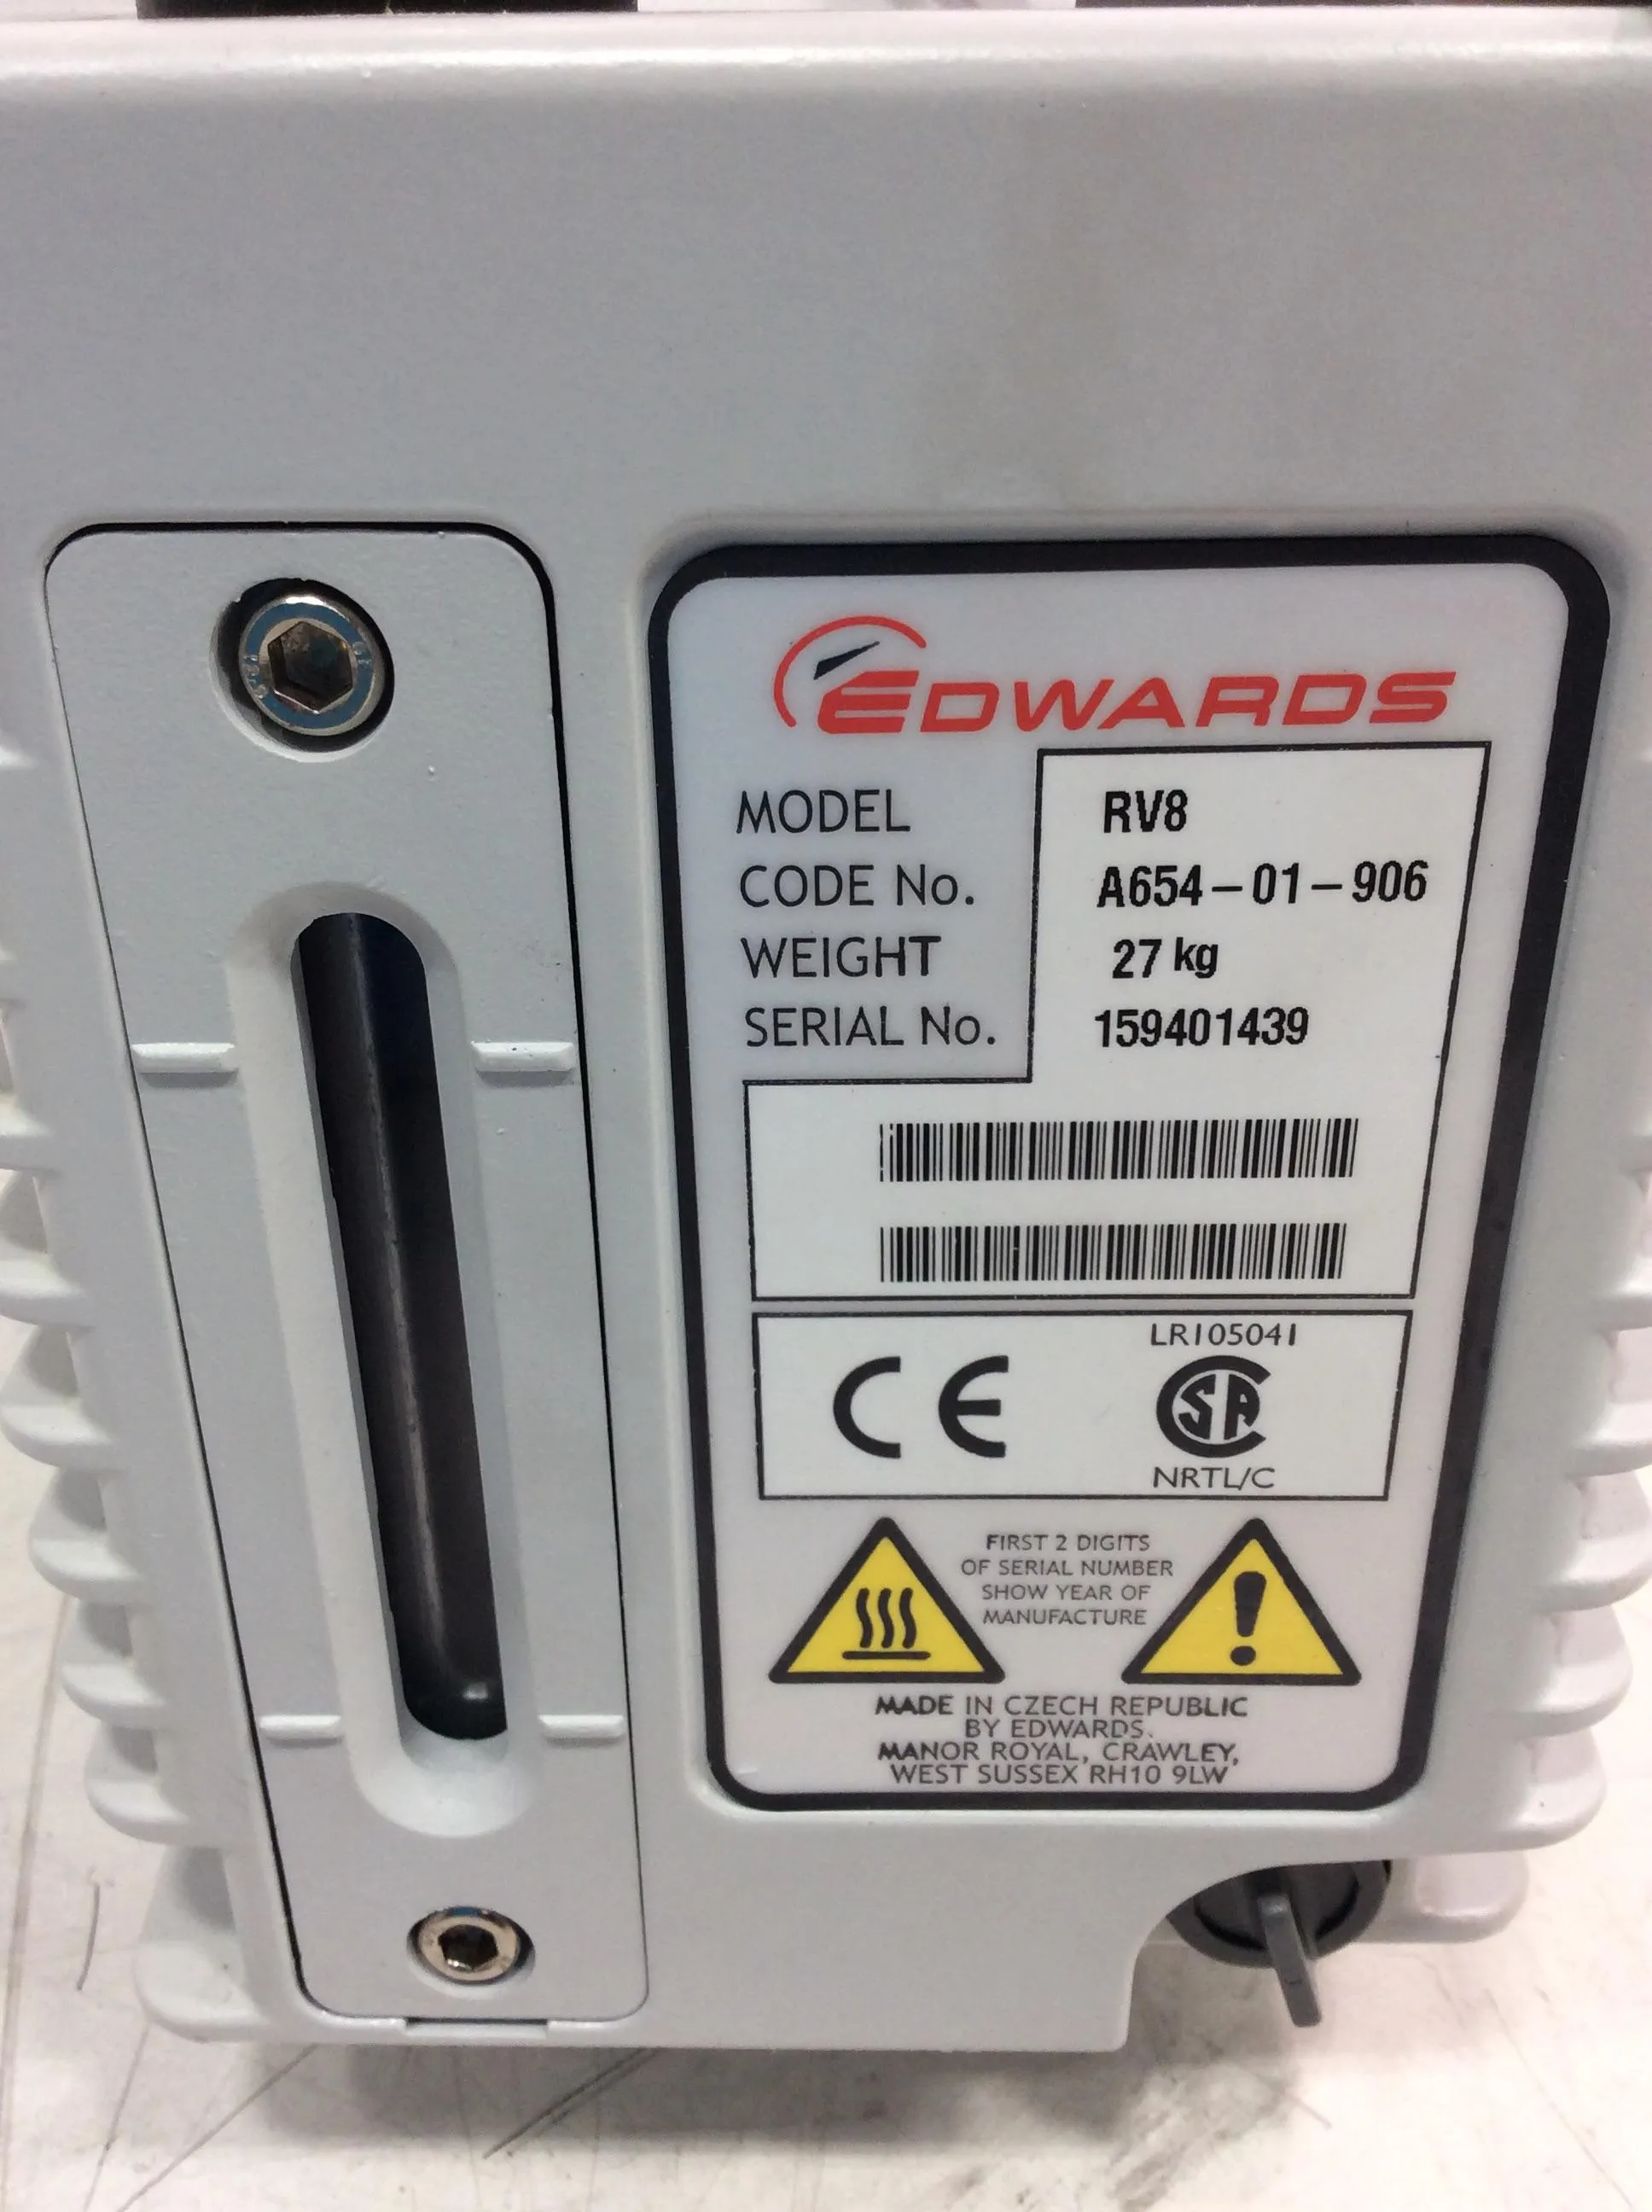 EDWARDS
MODEL RV8
CODE No. A654-01-906
WEIGHT 27 kg
SERIAL No. 159401439
LR105041
CE
SA
NRTL/C
FIRST 2 DIGITS
OF SERIAL NUMBER
SHOW YEAR OF
MANUFACTURE
MADE IN CZECH REPUBLIC
BY EDWARDS.
MANOR ROYAL, CRAWLEY,
WEST SUSSEX RH10 9LW